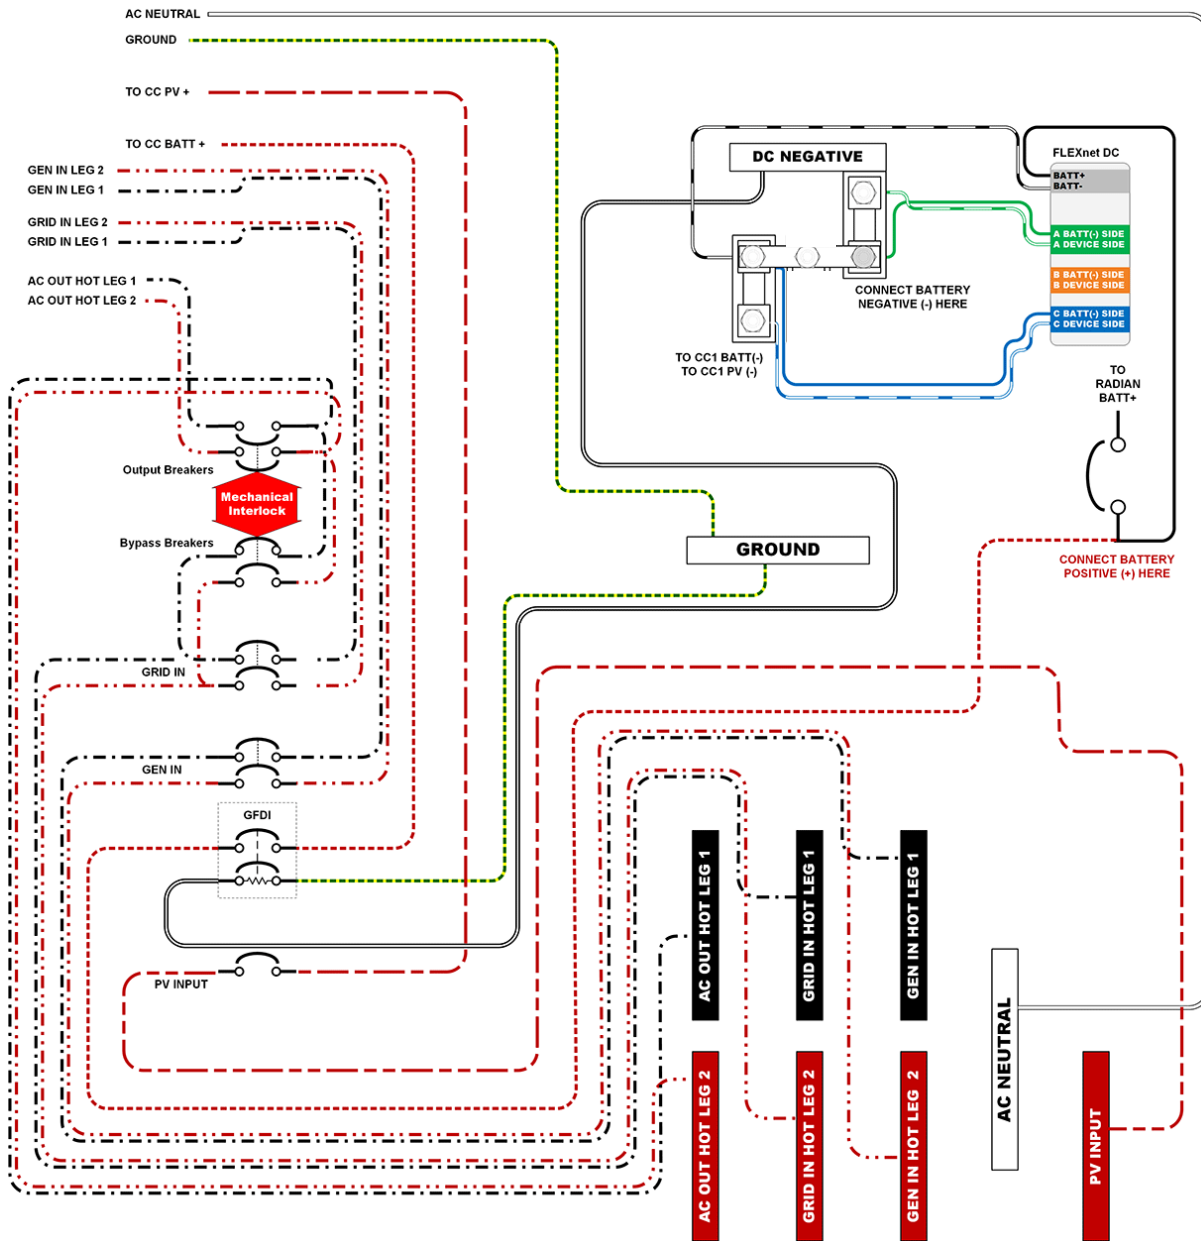 AC NEUTRAL
GROUND
TO CC PV +
TO CC BATT +
GEN IN LEG 2
GEN IN LEG 1
GRID IN LEG 2
GRID IN LEG 1
AC OUT HOT LEG 1
AC OUT HOT LEG 2
DC NEGATIVE
FLEXnet DC
BATT+
BATT-
A BATT(-) SIDE
A DEVICE SIDE
B BATT(-) SIDE
B DEVICE SIDE
C BATT(-) SIDE
C DEVICE SIDE
CONNECT BATTERY
NEGATIVE (-) HERE
TO CC1 BATT(-)
TO CC1 PV (-)
TO
RADIAN
BATT+
Output Breakers
Mechanical
Interlock
Bypass Breakers
GROUND
CONNECT BATTERY
POSITIVE (+) HERE
GRID IN
GEN IN
GFDI
PV INPUT
AC OUT HOT LEG 1
GRID IN HOT LEG 1
GEN IN HOT LEG 1
AC NEUTRAL
AC OUT HOT LEG 2
GRID IN HOT LEG 2
GEN IN HOT LEG 2
PV INPUT